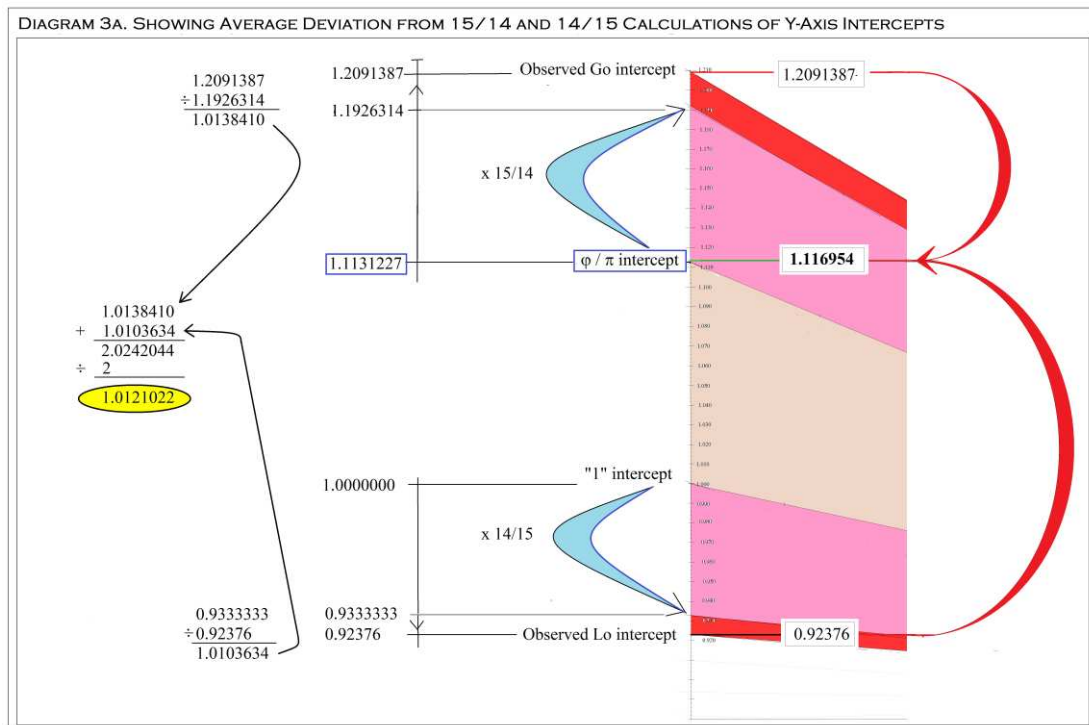 DIAGRAM 3A. SHOWING AVERAGE DEVIATION FROM 15/14 AND 14/15 CALCULATIONS OF Y-AXIS INTERCEPTS
1.2091387
÷1.1926314
1.0138410
1.0138410
+ 1.0103634
2.0242044
÷ 2
1.0121022
0.9333333
÷0.92376
1.0103634
1.2091387
Observed Go intercept
1.1926314
x 15/14
1.1131227
φ / π intercept
"1" intercept
1.0000000
x 14/15
0.9333333
0.92376
Observed Lo intercept
1.2091387
1.116954
0.92376